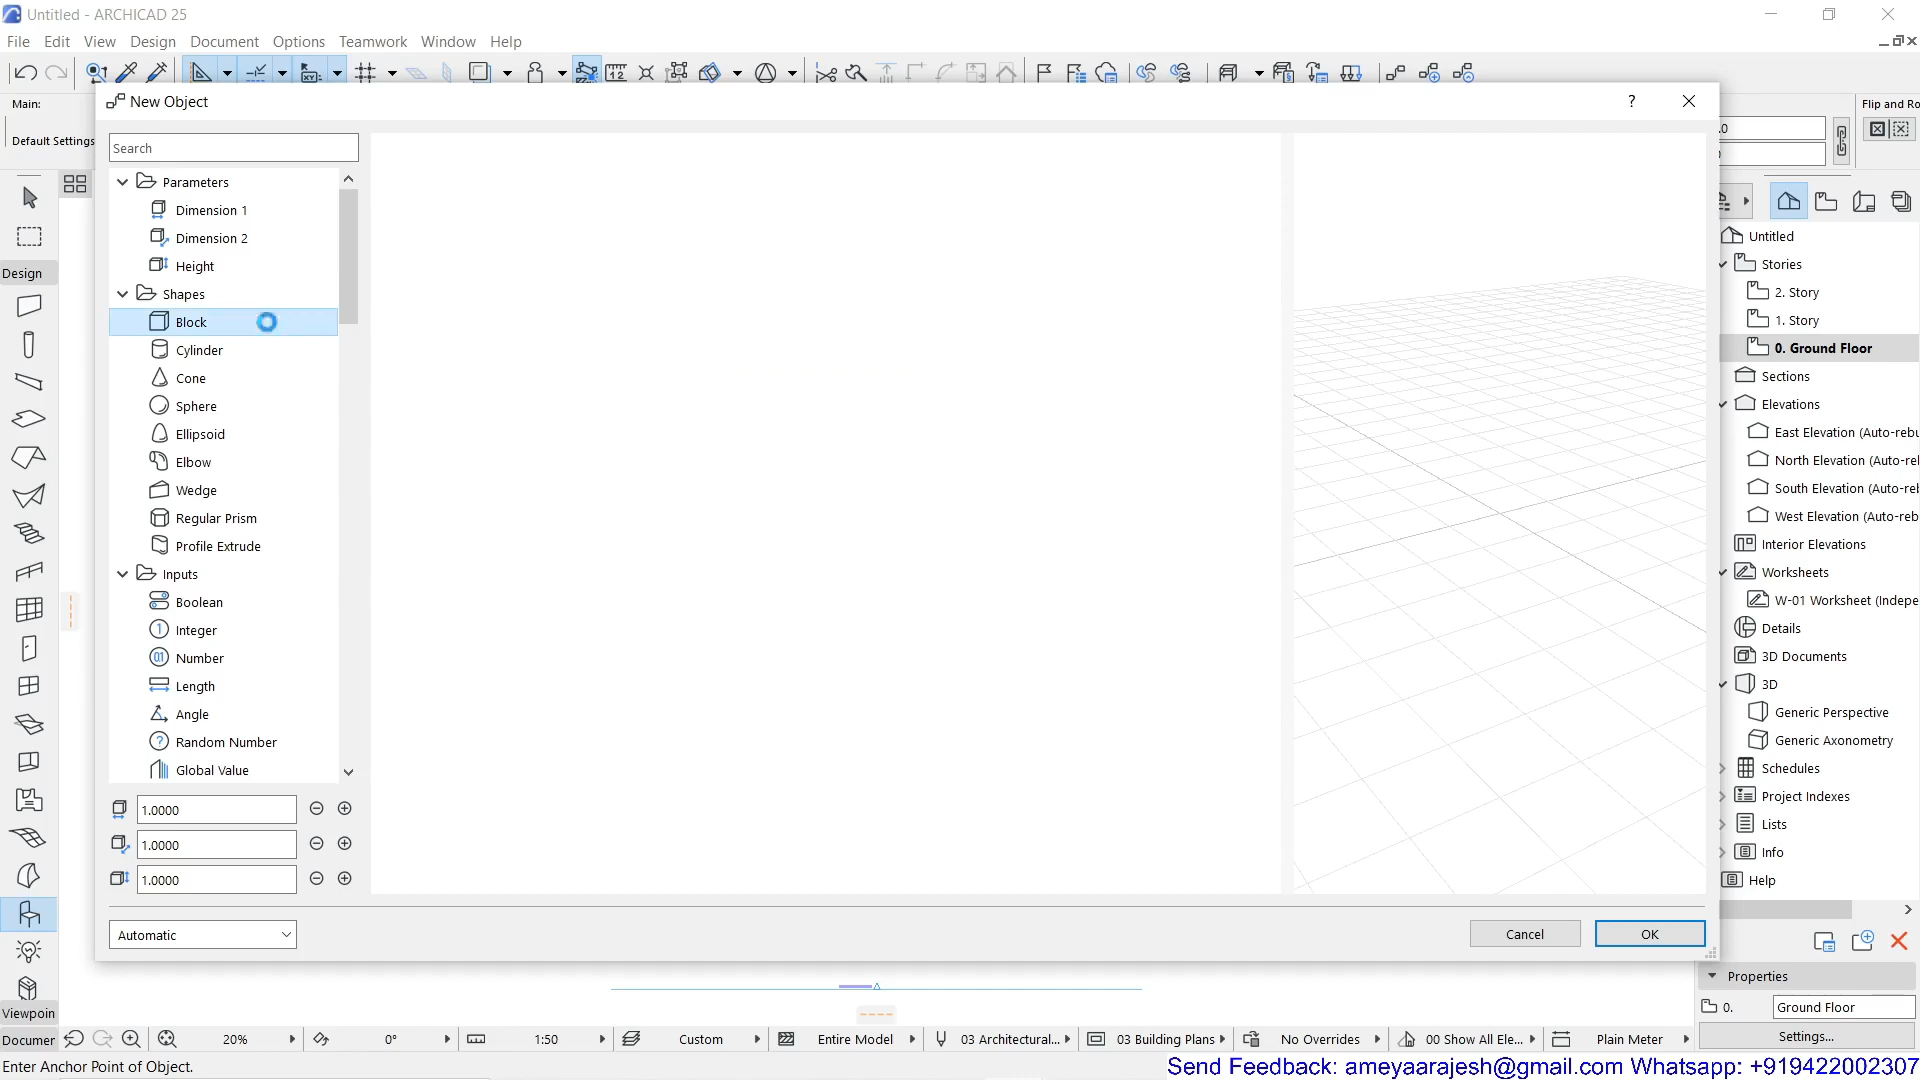 Untitled - ARCHICAD 25
File Edit View Design Document Options Teamwork Window Help
Main:
Default Settings
New Object
Flip and Ro
Search
Parameters
Dimension 1
Dimension 2
Height
Shapes
Block
Cylinder
Cone
Sphere
Ellipsoid
Elbow
Wedge
Regular Prism
Profile Extrude
Inputs
Boolean
Integer
Number
Length
Angle
Random Number
Global Value
1.0000
1.0000
1.0000
Automatic
Cancel
OK
Design
Viewpoin
Documer
Untitled
Stories
2. Story
1. Story
0. Ground Floor
Sections
Elevations
East Elevation (Auto-rebu
North Elevation (Auto-rel
South Elevation (Auto-rel
West Elevation (Auto-reb
Interior Elevations
Worksheets
W-01 Worksheet (Indepe
Details
3D Documents
3D
Generic Perspective
Generic Axonometry
Schedules
Project Indexes
Lists
Info
Help
Properties
0. Ground Floor
Settings...
20% 0° 1:50 Custom Entire Model 03 Architectural... 03 Building Plans No Overrides 00 Show All Ele... Plain Meter
Enter Anchor Point of Object.
Send Feedback: ameyaarajesh@gmail.com Whatsapp: +919422002307